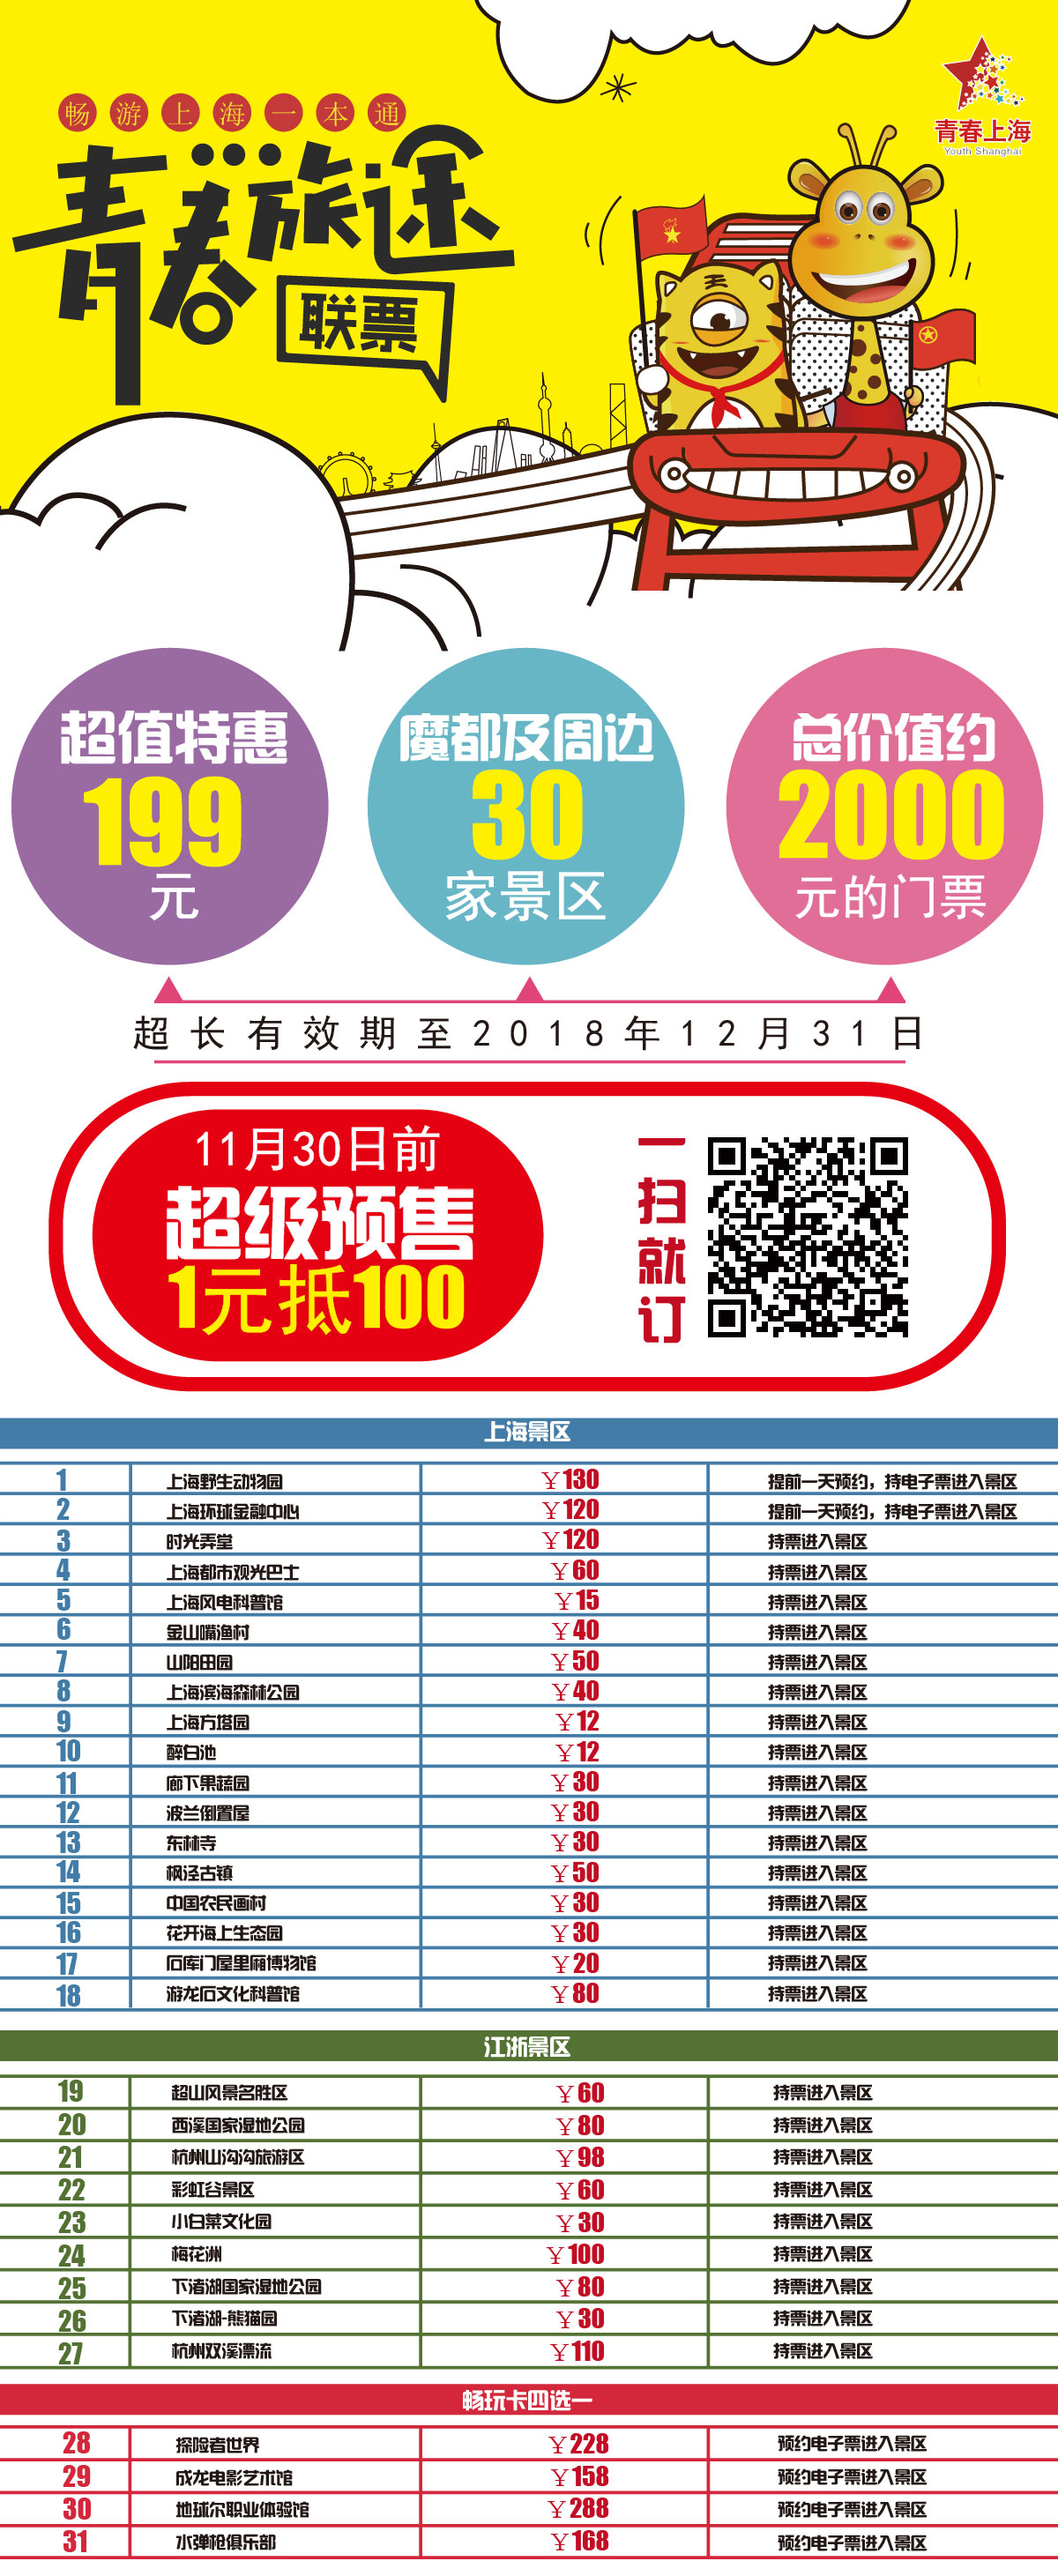 畅游上海一本通
青春旅途
联票
青春上海
Youth Shanghai
超值特惠
199
元
魔都及周边
30
家景区
总价值约
2000
元的门票
超长有效期至2018年12月31日
11月30日前
超级预售
1元抵100
一扫就订
上海景区
1 上海野生动物园 ￥130 提前一天预约，持电子票进入景区
2 上海环球金融中心 ￥120 提前一天预约，持电子票进入景区
3 时光弄堂 ￥120 持票进入景区
4 上海都市观光巴士 ￥60 持票进入景区
5 上海风电科普馆 ￥15 持票进入景区
6 金山嘴渔村 ￥40 持票进入景区
7 山阳田园 ￥50 持票进入景区
8 上海滨海森林公园 ￥40 持票进入景区
9 上海方塔园 ￥12 持票进入景区
10 醉白池 ￥12 持票进入景区
11 廊下果蔬园 ￥30 持票进入景区
12 波兰倒置屋 ￥30 持票进入景区
13 东林寺 ￥30 持票进入景区
14 枫泾古镇 ￥50 持票进入景区
15 中国农民画村 ￥30 持票进入景区
16 花开海上生态园 ￥30 持票进入景区
17 石库门屋里厢博物馆 ￥20 持票进入景区
18 游龙石文化科普馆 ￥80 持票进入景区
江浙景区
19 超山风景名胜区 ￥60 持票进入景区
20 西溪国家湿地公园 ￥80 持票进入景区
21 杭州山沟沟旅游区 ￥98 持票进入景区
22 彩虹谷景区 ￥60 持票进入景区
23 小白菜文化园 ￥30 持票进入景区
24 梅花洲 ￥100 持票进入景区
25 下渚湖国家湿地公园 ￥80 持票进入景区
26 下渚湖-熊猫园 ￥30 持票进入景区
27 杭州双溪漂流 ￥110 持票进入景区
畅玩卡四选一
28 探险者世界 ￥228 预约电子票进入景区
29 成龙电影艺术馆 ￥158 预约电子票进入景区
30 地球尔职业体验馆 ￥288 预约电子票进入景区
31 水弹枪俱乐部 ￥168 预约电子票进入景区